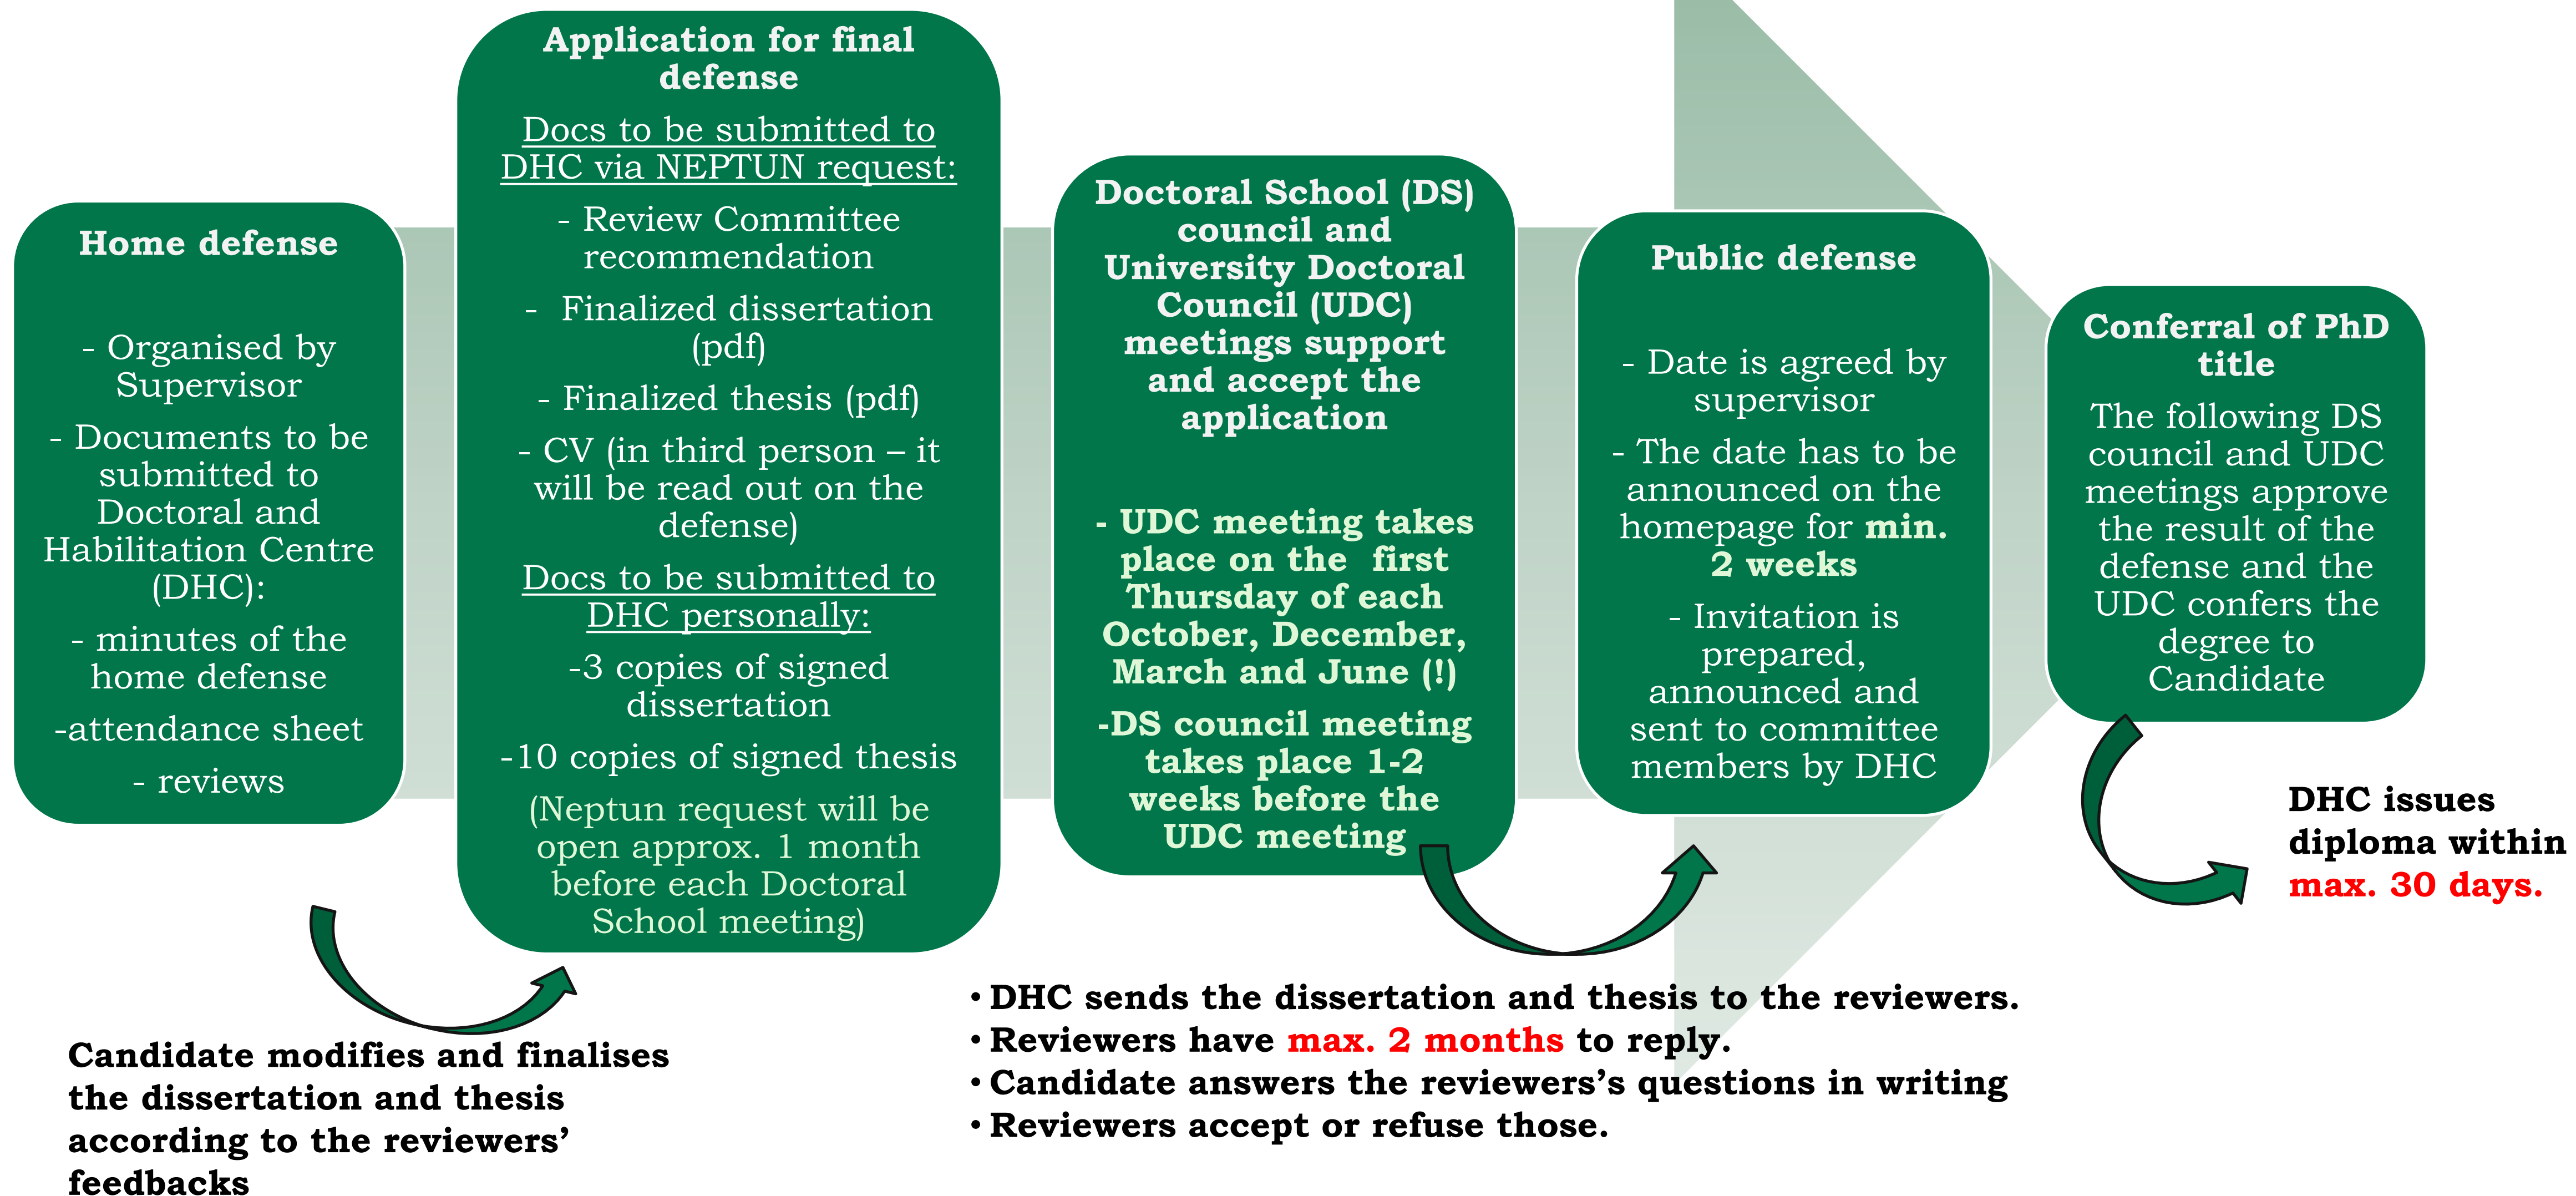 Home defense
- Organised by
Supervisor
- Documents to be
submitted to
Doctoral and
Habilitation Centre
(DHC):
- minutes of the
home defense
-attendance sheet
- reviews
Candidate modifies and finalises
the dissertation and thesis
according to the reviewers’
feedbacks
Application for final
defense
Docs to be submitted to
DHC via NEPTUN request:
- Review Committee
recommendation
- Finalized dissertation
(pdf)
- Finalized thesis (pdf)
- CV (in third person – it
will be read out on the
defense)
Docs to be submitted to
DHC personally:
-3 copies of signed
dissertation
-10 copies of signed thesis
(Neptun request will be
open approx. 1 month
before each Doctoral
School meeting)
Doctoral School (DS)
council and
University Doctoral
Council (UDC)
meetings support
and accept the
application
- UDC meeting takes
place on the first
Thursday of each
October, December,
March and June (!)
-DS council meeting
takes place 1-2
weeks before the
UDC meeting
• DHC sends the dissertation and thesis to the reviewers.
• Reviewers have max. 2 months to reply.
• Candidate answers the reviewers’s questions in writing
• Reviewers accept or refuse those.
Public defense
- Date is agreed by
supervisor
- The date has to be
announced on the
homepage for min.
2 weeks
- Invitation is
prepared,
announced and
sent to committee
members by DHC
Conferral of PhD
title
The following DS
council and UDC
meetings approve
the result of the
defense and the
UDC confers the
degree to
Candidate
DHC issues
diploma within
max. 30 days.